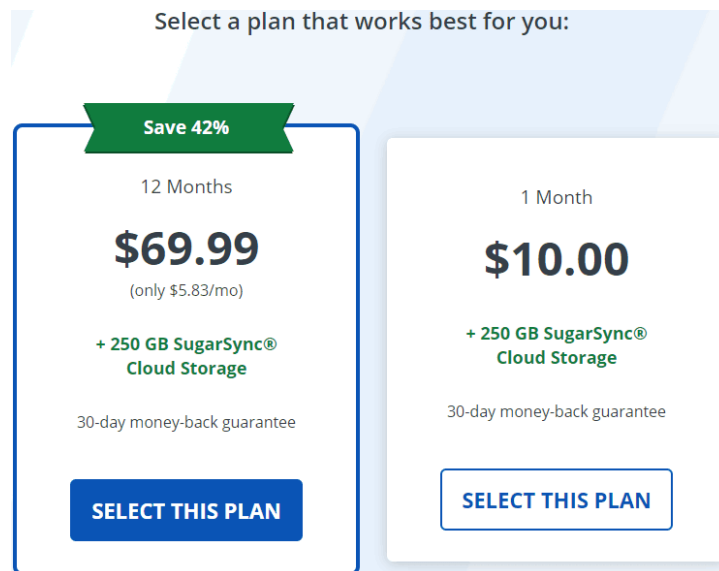 Select a plan that works best for you:
Save 42%
12 Months
$69.99
(only $5.83/mo)
+ 250 GB SugarSync®
Cloud Storage
30-day money-back guarantee
SELECT THIS PLAN
1 Month
$10.00
+ 250 GB SugarSync®
Cloud Storage
30-day money-back guarantee
SELECT THIS PLAN